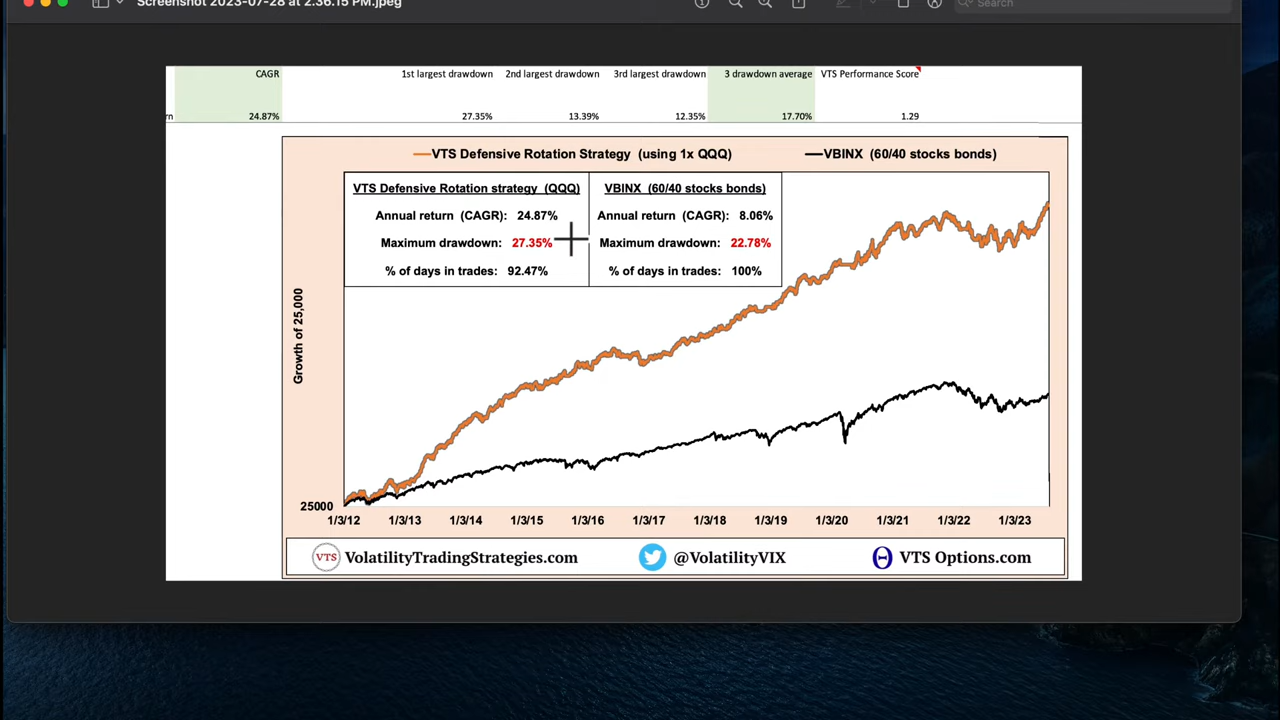 Screenshot 2023-07-28 at 2.36.15 PM.jpeg
Search
CAGR 1st largest drawdown 2nd largest drawdown 3rd largest drawdown 3 drawdown average VTS Performance Score
24.87% 27.35% 13.39% 12.35% 17.70% 1.29
VTS Defensive Rotation Strategy (using 1x QQQ) VBINX (60/40 stocks bonds)
VTS Defensive Rotation strategy (QQQ) VBINX (60/40 stocks bonds)
Annual return (CAGR): 24.87% Annual return (CAGR): 8.06%
Maximum drawdown: 27.35% Maximum drawdown: 22.78%
% of days in trades: 92.47% % of days in trades: 100%
Growth of 25,000
25000
1/3/12 1/3/13 1/3/14 1/3/15 1/3/16 1/3/17 1/3/18 1/3/19 1/3/20 1/3/21 1/3/22 1/3/23
VTS VolatilityTradingStrategies.com @VolatilityVIX VTS Options.com